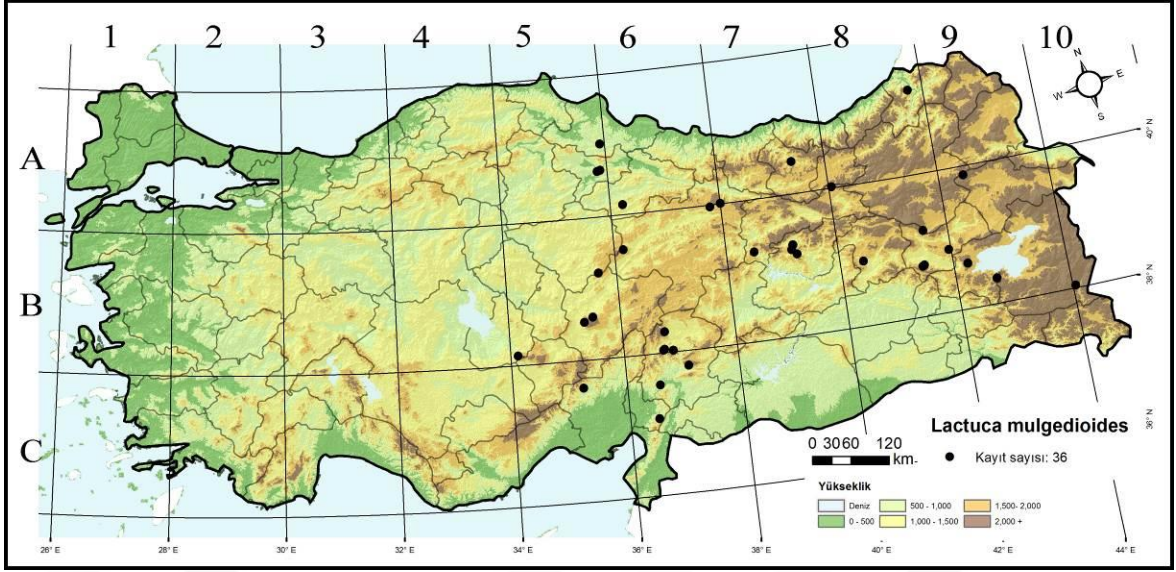 1 2 3 4 5 6 7 8 9 10
N
W E
S
A
B
C
40° N
38° N
36° N
Lactuca mulgedioides
0 30 60 120
km
Kayıt sayısı: 36
Yükseklik
Deniz 500 - 1,000 1,500- 2,000
0 - 500 1,000 - 1,500 2,000 +
26° E 28° E 30° E 32° E 34° E 36° E 38° E 40° E 42° E 44° E